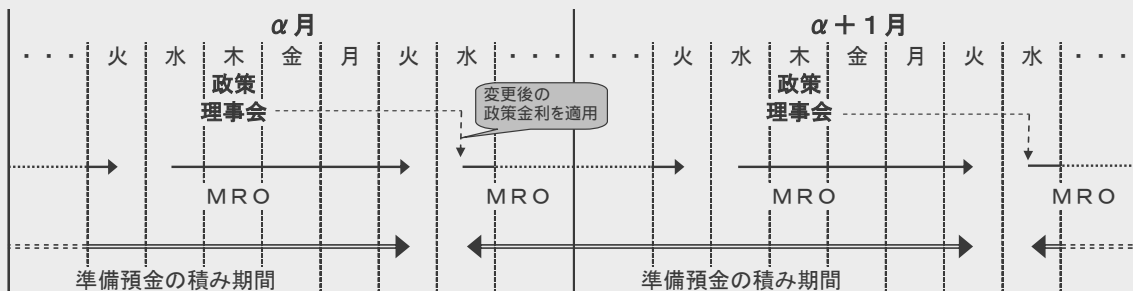 α月
α+1月
・・・ 火 水 木 金 月 火 水 ・・・
・・・ 火 水 木 金 月 火 水 ・・・
政策
理事会
変更後の
政策金利を適用
政策
理事会
MRO
MRO
MRO
MRO
準備預金の積み期間
準備預金の積み期間